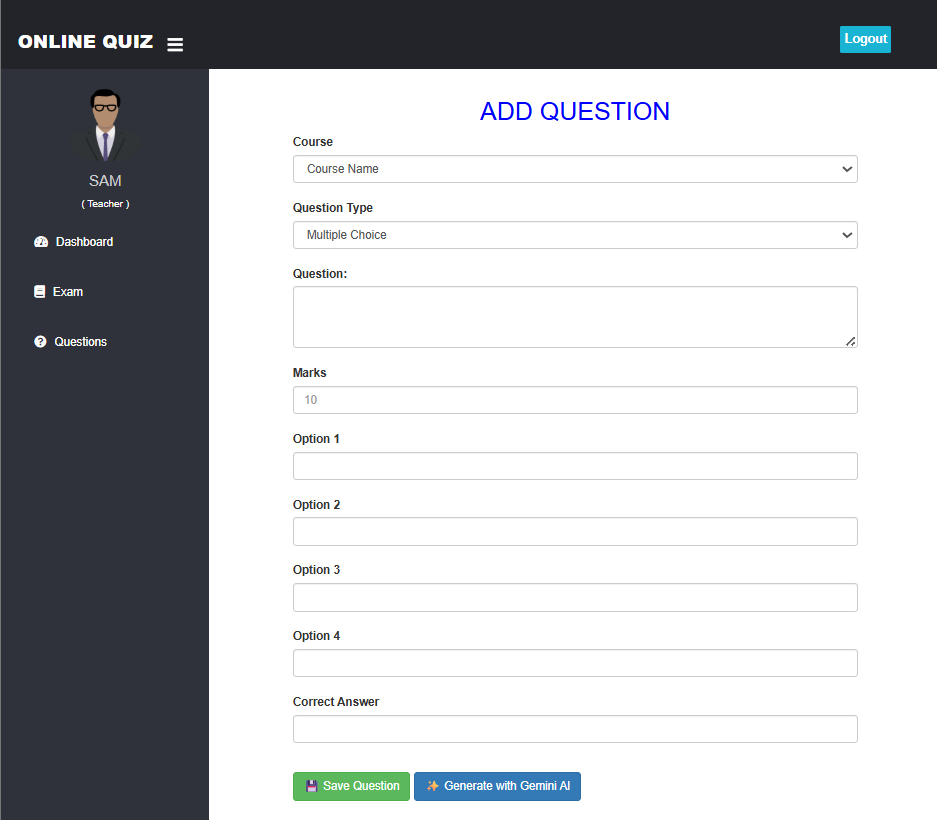 ONLINE QUIZ
Logout
SAM
( Teacher )
Dashboard
Exam
Questions
ADD QUESTION
Course
Course Name
Question Type
Multiple Choice
Question:
Marks
10
Option 1
Option 2
Option 3
Option 4
Correct Answer
Save Question
Generate with Gemini AI